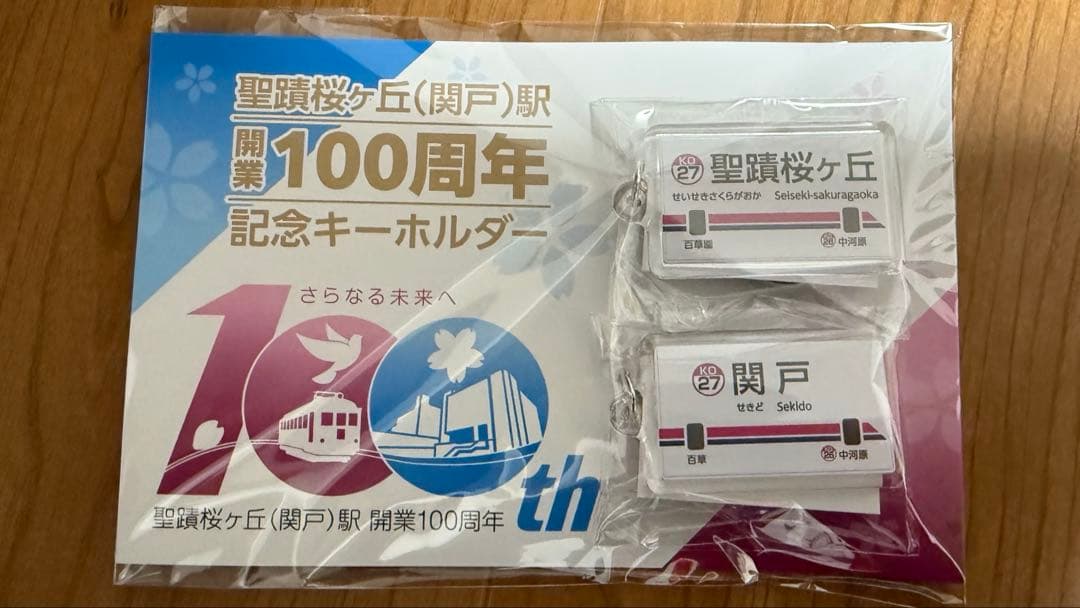 聖蹟桜ヶ丘(関戸)駅
開業100周年
記念キーホルダー
さらなる未来へ
100th
聖蹟桜ヶ丘(関戸)駅 開業100周年
KO
27
聖蹟桜ヶ丘
せいせきさくらがおか Seiseki-sakuragaoka
百草園
中河原
KO
27
関戸
せきど Sekido
百草
中河原